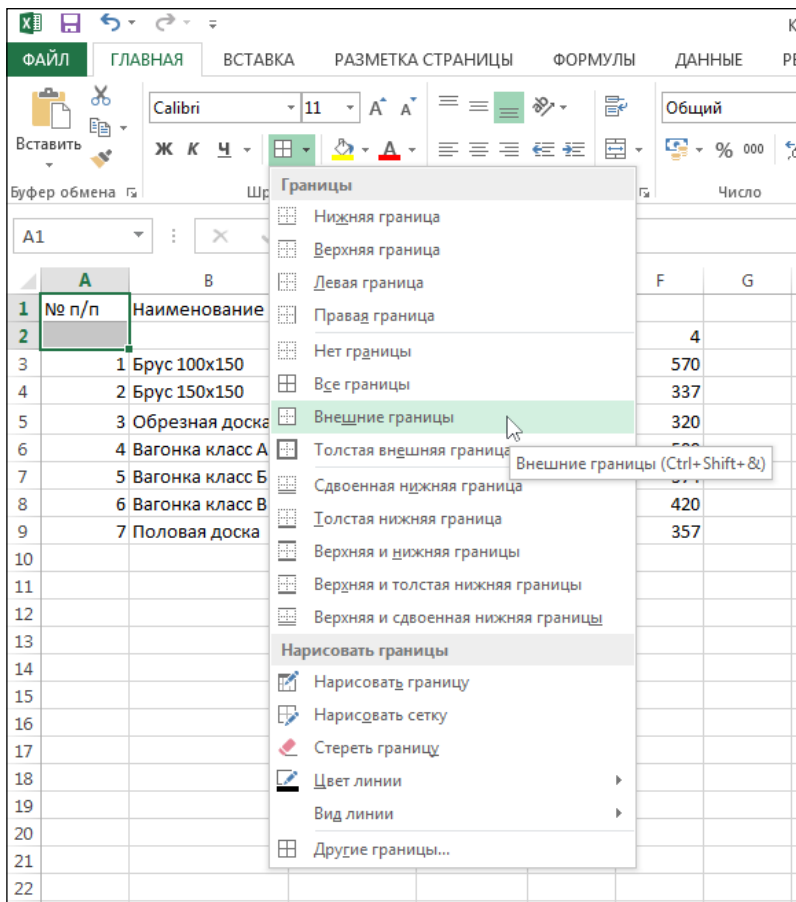 К
ФАЙЛ ГЛАВНАЯ ВСТАВКА РАЗМЕТКА СТРАНИЦЫ ФОРМУЛЫ ДАННЫЕ РЕ
Вставить
Calibri 11 А А Общий
Ж К Ч А % 000
Буфер обмена Шр Число
A1
A B F G
1 № п/п Наименование
2 4
3 1 Брус 100х150 570
4 2 Брус 150х150 337
5 3 Обрезная доска 320
6 4 Вагонка класс А
7 5 Вагонка класс Б
8 6 Вагонка класс В 420
9 7 Половая доска 357
10
11
12
13
14
15
16
17
18
19
20
21
22
Границы
Нижняя граница
Верхняя граница
Левая граница
Правая граница
Нет границы
Все границы
Внешние границы
Толстая внешняя граница
Внешние границы (Ctrl+Shift+&)
Сдвоенная нижняя граница
Толстая нижняя граница
Верхняя и нижняя границы
Верхняя и толстая нижняя границы
Верхняя и сдвоенная нижняя границы
Нарисовать границы
Нарисовать границу
Нарисовать сетку
Стереть границу
Цвет линии
Вид линии
Другие границы...